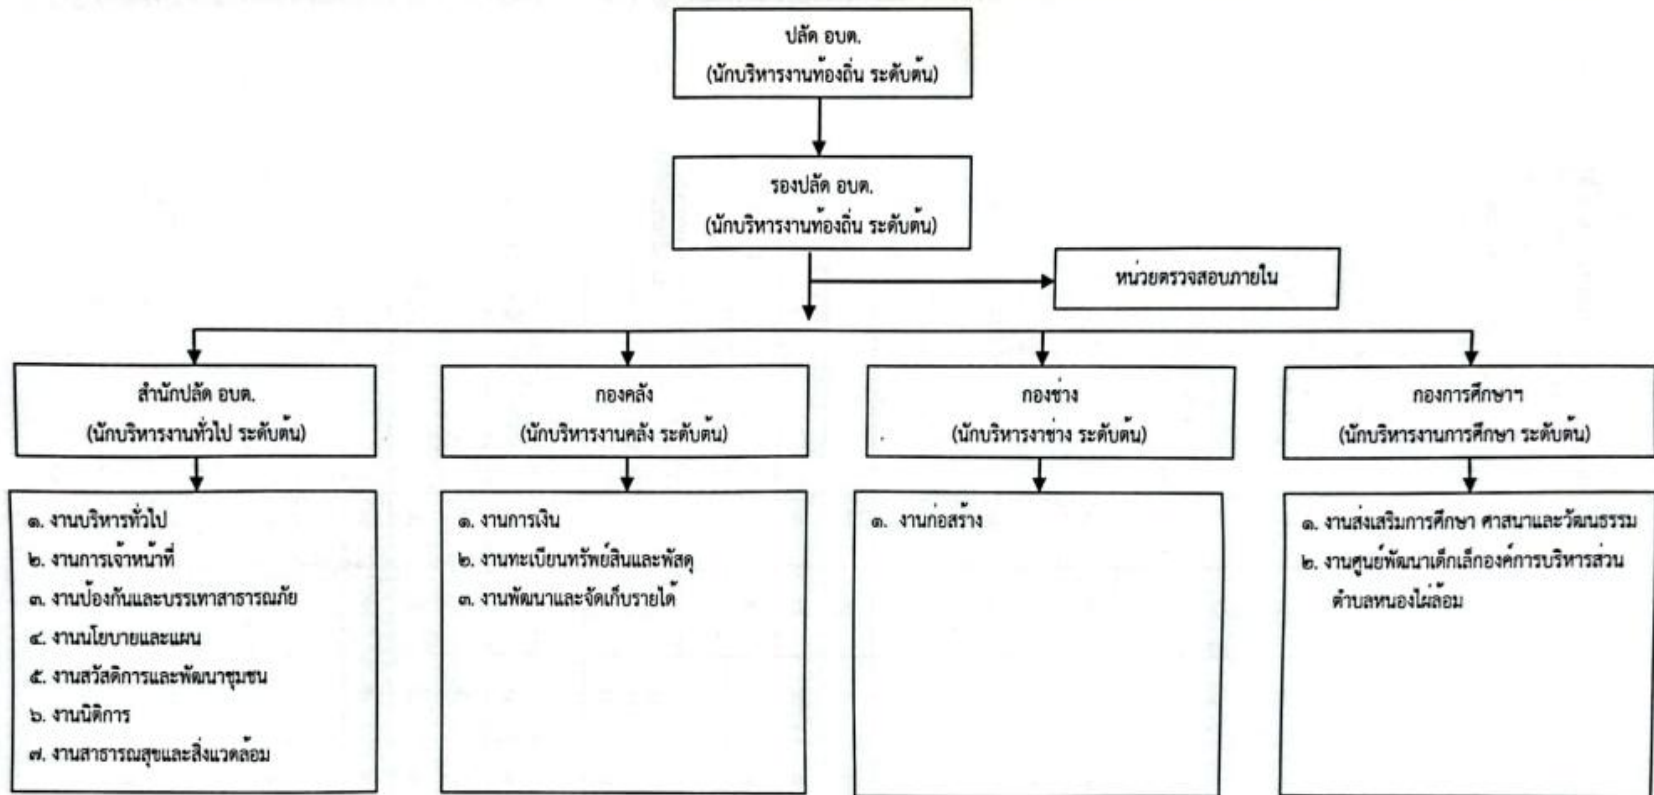 ปลัด อบต.
(นักบริหารงานท้องถิ่น ระดับต้น)
รองปลัด อบต.
(นักบริหารงานท้องถิ่น ระดับต้น)
หน่วยตรวจสอบภายใน
สำนักปลัด อบต.
(นักบริหารงานทั่วไป ระดับต้น)
๑. งานบริหารทั่วไป
๒. งานการเจ้าหน้าที่
๓. งานป้องกันและบรรเทาสาธารณภัย
๔. งานนโยบายและแผน
๕. งานสวัสดิการและพัฒนาชุมชน
๖. งานนิติการ
๗. งานสาธารณสุขและสิ่งแวดล้อม
กองคลัง
(นักบริหารงานคลัง ระดับต้น)
๑. งานการเงิน
๒. งานทะเบียนทรัพย์สินและพัสดุ
๓. งานพัฒนาและจัดเก็บรายได้
กองช่าง
(นักบริหารงาช่าง ระดับต้น)
๑. งานก่อสร้าง
กองการศึกษาฯ
(นักบริหารงานการศึกษา ระดับต้น)
๑. งานส่งเสริมการศึกษา ศาสนาและวัฒนธรรม
๒. งานศูนย์พัฒนาเด็กเล็กองค์การบริหารส่วน
ตำบลหนองไผ่ล้อม